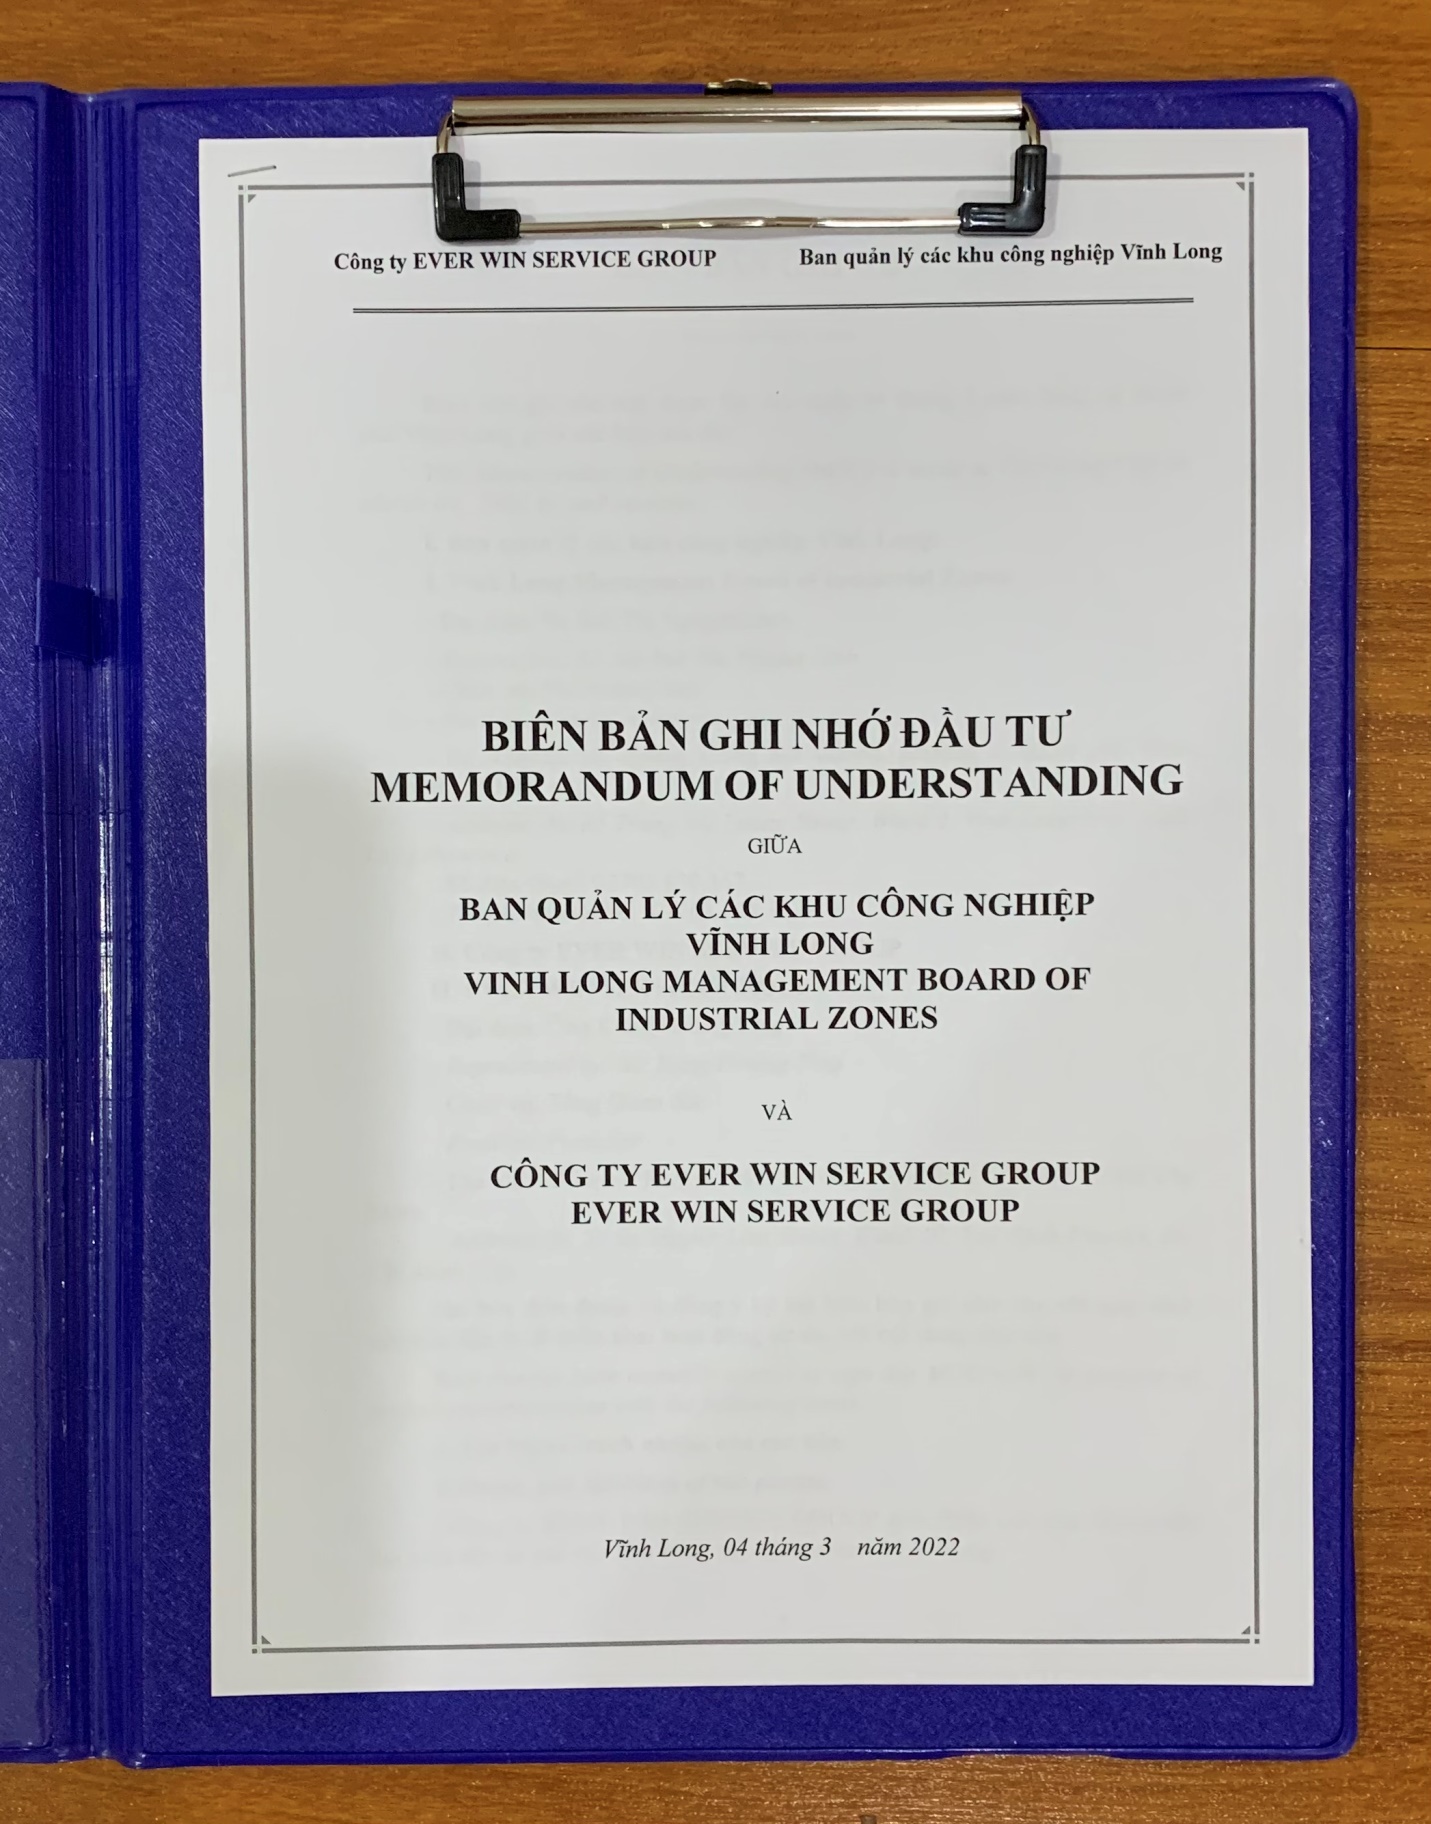 Công ty EVER WIN SERVICE GROUP
Ban quản lý các khu công nghiệp Vĩnh Long
BIÊN BẢN GHI NHỚ ĐẦU TƯ
MEMORANDUM OF UNDERSTANDING
GIỮA
BAN QUẢN LÝ CÁC KHU CÔNG NGHIỆP
VĨNH LONG
VINH LONG MANAGEMENT BOARD OF
INDUSTRIAL ZONES
VÀ
CÔNG TY EVER WIN SERVICE GROUP
EVER WIN SERVICE GROUP
Vĩnh Long, 04 tháng 3 năm 2022